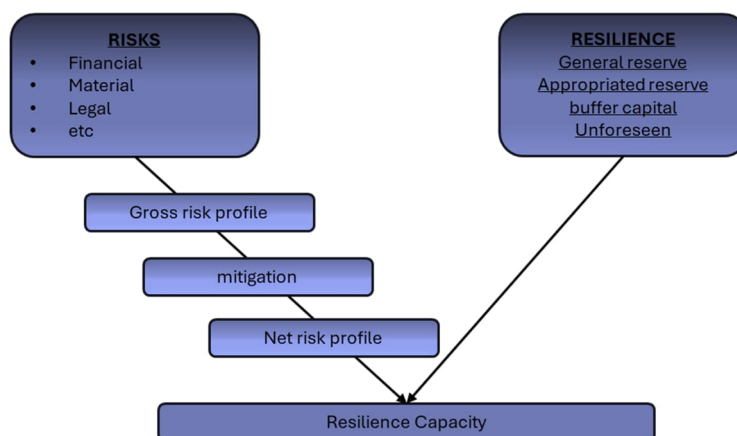 RISKS
• Financial
• Material
• Legal
• etc
RESILIENCE
General reserve
Appropriated reserve
buffer capital
Unforeseen
Gross risk profile
mitigation
Net risk profile
Resilience Capacity